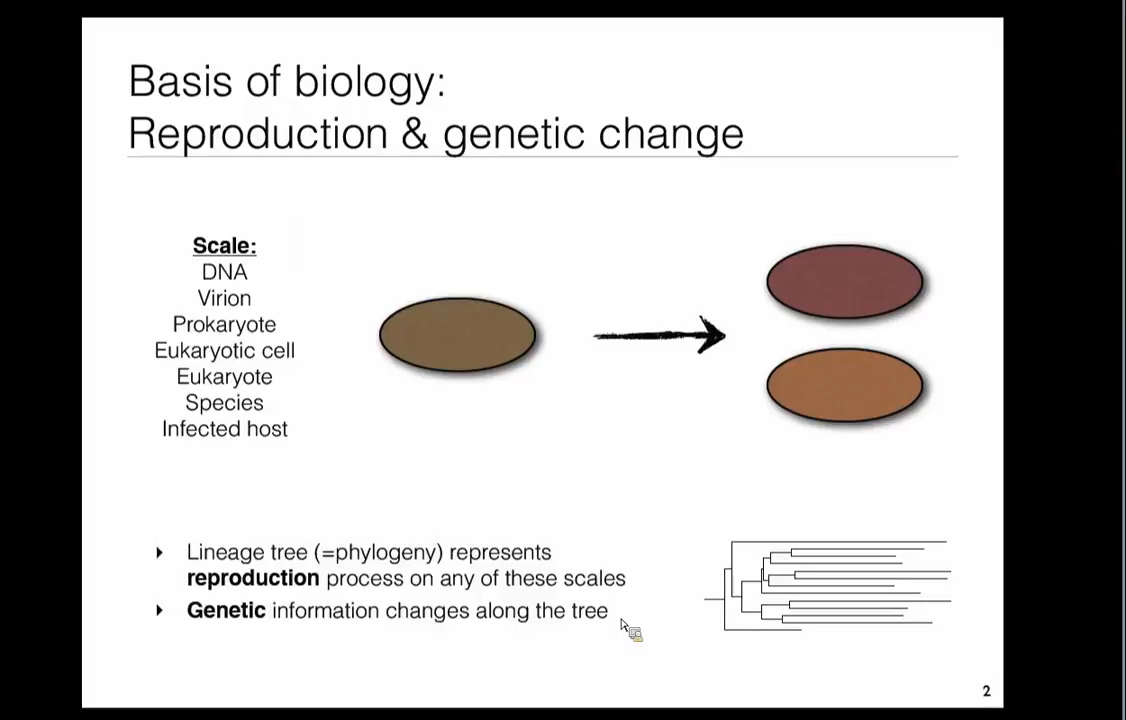 Basis of biology:
Reproduction & genetic change
Scale:
DNA
Virion
Prokaryote
Eukaryotic cell
Eukaryote
Species
Infected host
Lineage tree (=phylogeny) represents
reproduction process on any of these scales
Genetic information changes along the tree
2